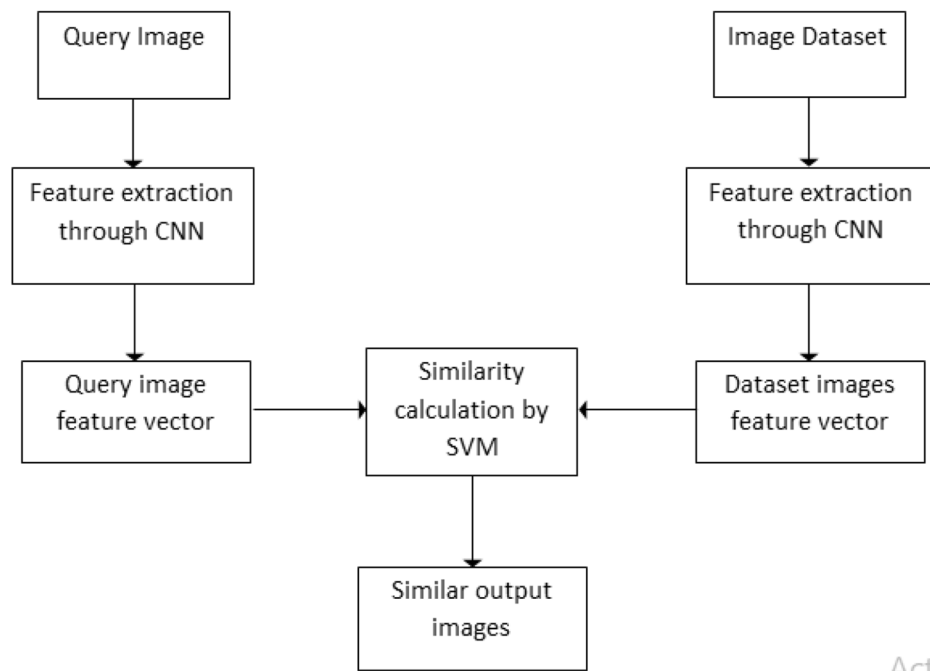 Query Image
Image Dataset
Feature extraction
through CNN
Feature extraction
through CNN
Query image
feature vector
Similarity
calculation by
SVM
Dataset images
feature vector
Similar output
images